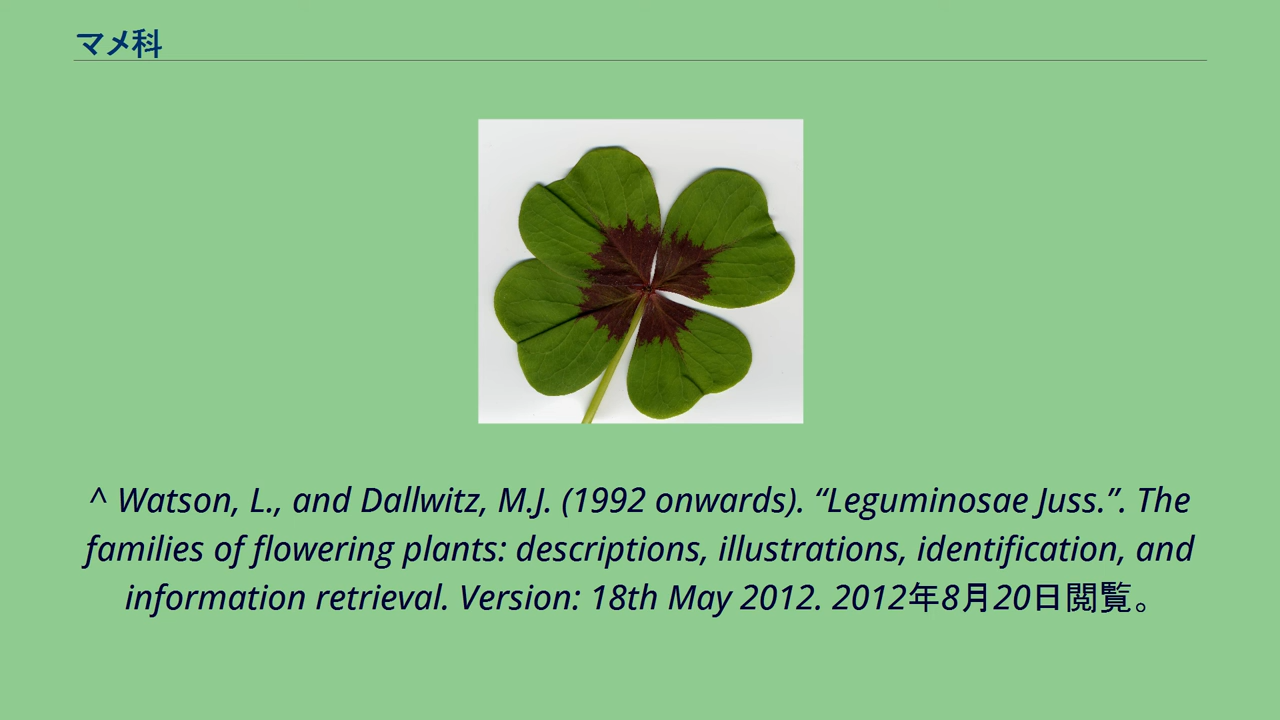 マメ科
^ Watson, L., and Dallwitz, M.J. (1992 onwards). “Leguminosae Juss.”. The
families of flowering plants: descriptions, illustrations, identification, and
information retrieval. Version: 18th May 2012. 2012年8月20日閲覧。